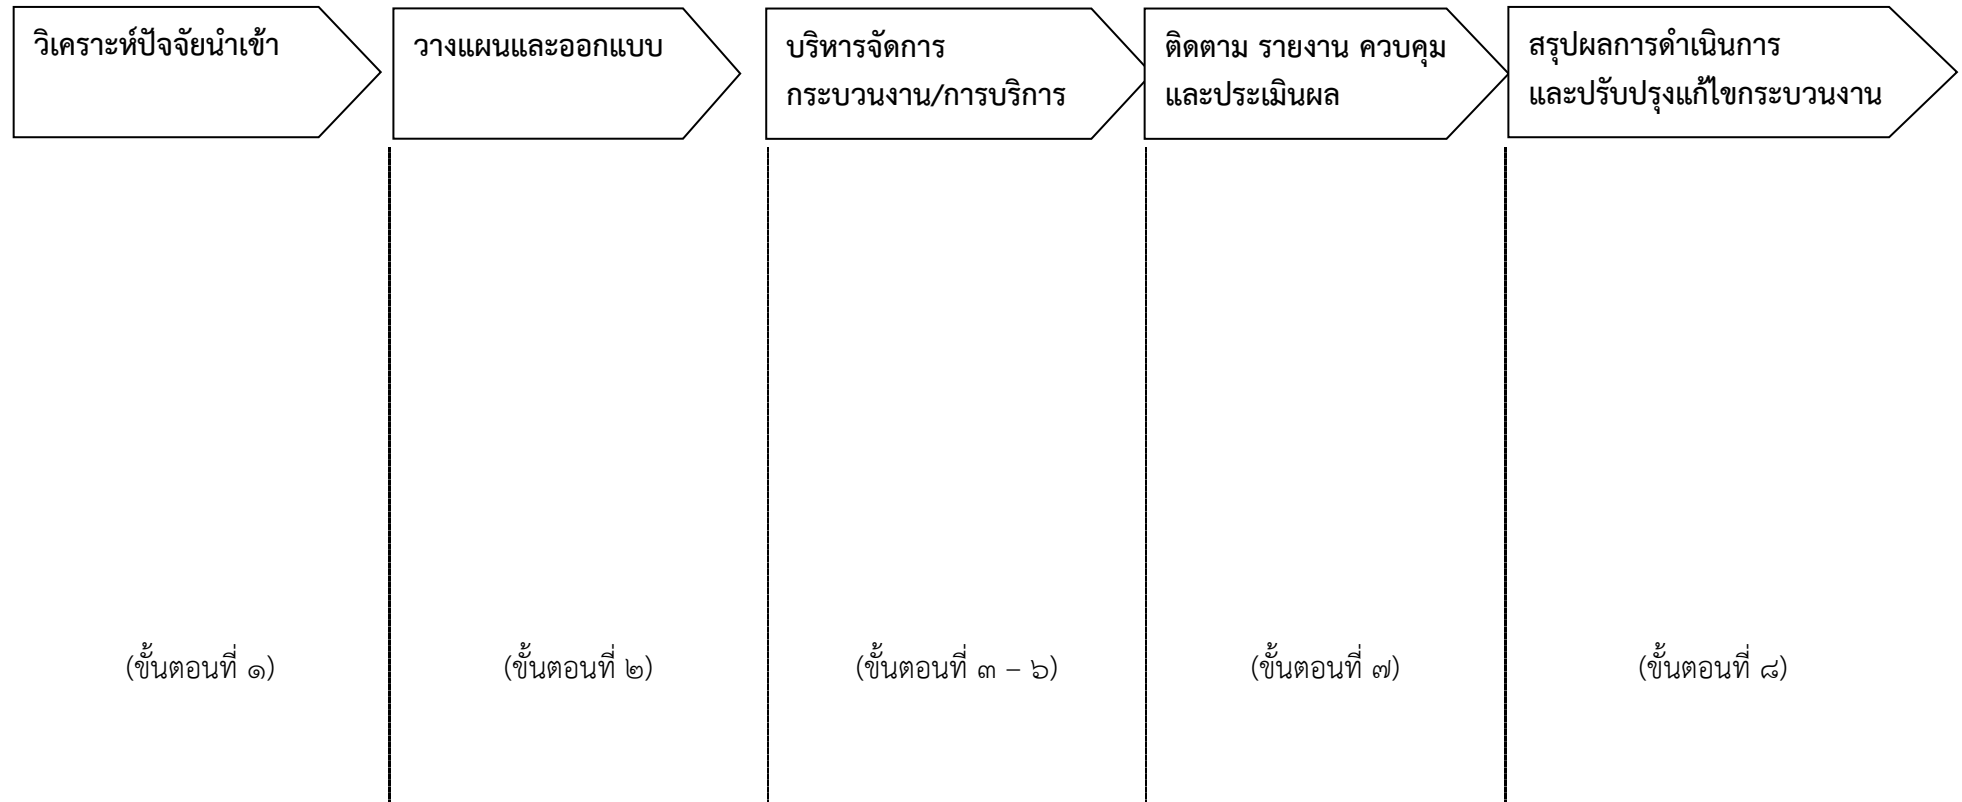 วิเคราะห์ปัจจัยนำเข้า
วางแผนและออกแบบ
บริหารจัดการ
กระบวนงาน/การบริการ
ติดตาม รายงาน ควบคุม
และประเมินผล
สรุปผลการดำเนินการ
และปรับปรุงแก้ไขกระบวนงาน
(ขั้นตอนที่ ๑)
(ขั้นตอนที่ ๒)
(ขั้นตอนที่ ๓ – ๖)
(ขั้นตอนที่ ๗)
(ขั้นตอนที่ ๘)